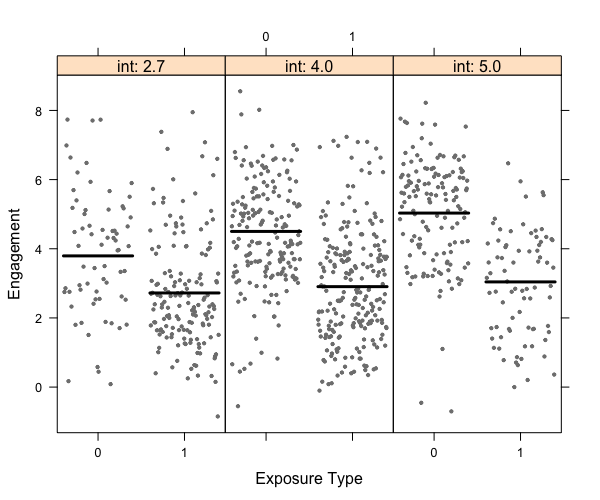 0 1
int: 2.7 int: 4.0 int: 5.0
8
6
4
2
0
Engagement
0 1 0 1
Exposure Type